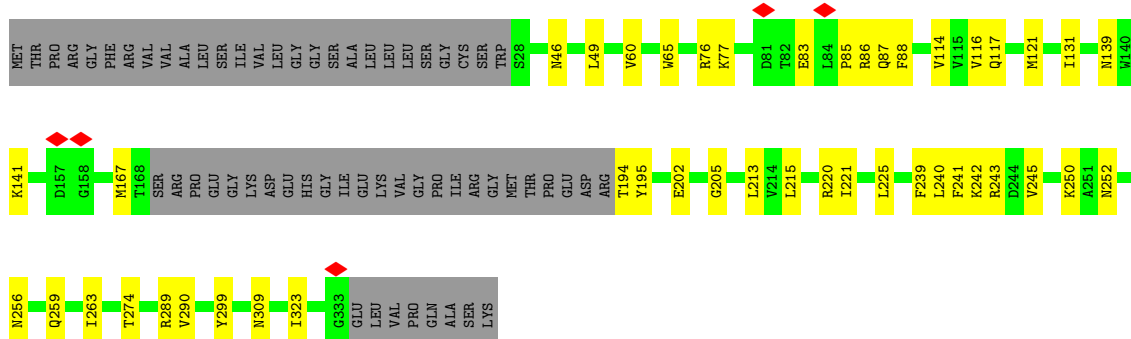 MET THR PRO ARG GLY PHE ARG VAL VAL ALA LEU SER ILE VAL LEU GLY GLY SER ALA LEU LEU LEU SER GLY CYS SER TRP S28 N46 L49 V60 W65 R76 K77 D81 T82 E83 L84 P85 R86 Q87 F88 V114 V115 V116 Q117 M121 I131 N139 W140
K141 D157 G158 M167 T168 SER ARG PRO GLU GLY LYS ASP GLU HIS GLY ILE GLU LYS VAL GLY PRO ILE ARG GLY MET THR PRO GLU ASP ARG T194 Y195 E202 G205 L213 V214 L215 R220 I221 L225 F239 L240 F241 K242 R243 D244 V245 K250 A251 N252
N256 Q259 I263 T274 R289 V290 Y299 N309 I323 G333 GLU LEU VAL PRO GLN ALA SER LYS